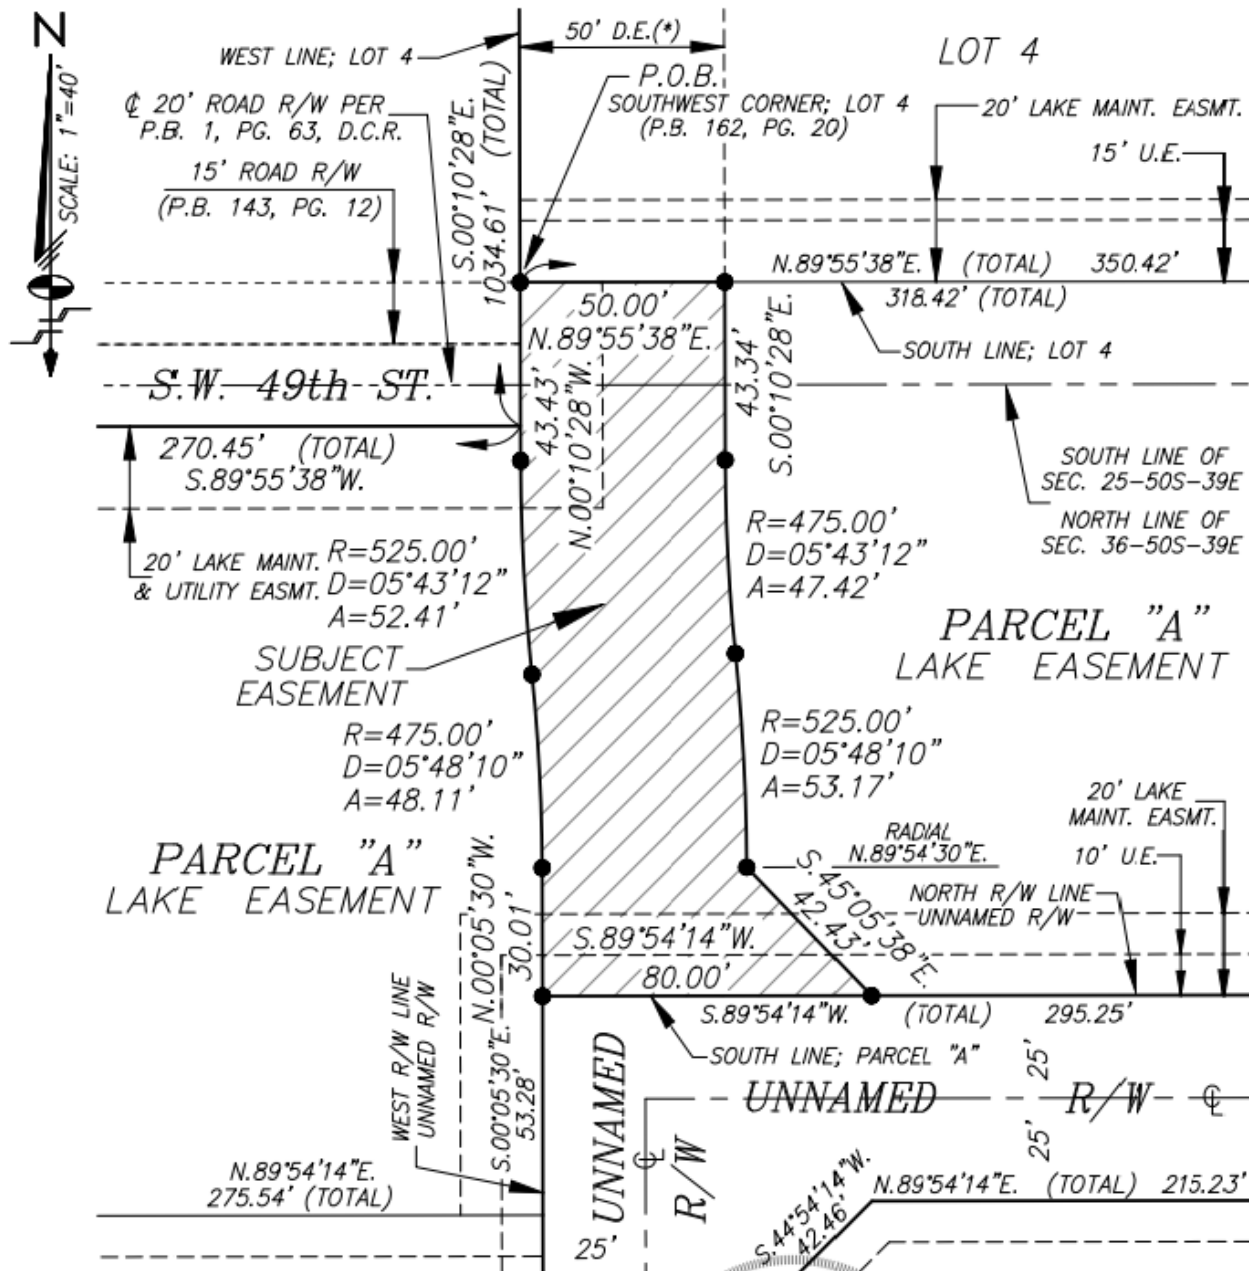 N
SCALE: 1"=40'
WEST LINE; LOT 4
50' D.E.(*)
LOT 4
℄ 20' ROAD R/W PER
P.B. 1, PG. 63, D.C.R.
15' ROAD R/W
(P.B. 143, PG. 12)
S.00°10'28"E.
1034.61' (TOTAL)
P.O.B.
SOUTHWEST CORNER; LOT 4
(P.B. 162, PG. 20)
20' LAKE MAINT. EASMT.
15' U.E.
N.89°55'38"E. (TOTAL) 350.42'
318.42' (TOTAL)
50.00'
N.89°55'38"E.
SOUTH LINE; LOT 4
S.W. 49th ST.
43.43'
N.00°10'28"W.
43.34'
S.00°10'28"E.
270.45' (TOTAL)
S.89°55'38"W.
SOUTH LINE OF
SEC. 25-50S-39E
NORTH LINE OF
SEC. 36-50S-39E
20' LAKE MAINT.
& UTILITY EASMT.
R=525.00'
D=05°43'12"
A=52.41'
R=475.00'
D=05°43'12"
A=47.42'
SUBJECT
EASEMENT
PARCEL "A"
LAKE EASEMENT
R=475.00'
D=05°48'10"
A=48.11'
R=525.00'
D=05°48'10"
A=53.17'
PARCEL "A"
LAKE EASEMENT
RADIAL
N.89°54'30"E.
20' LAKE
MAINT. EASMT.
10' U.E.
NORTH R/W LINE
UNNAMED R/W
S.45°05'38"E.
42.43'
N.00°05'30"W.
30.01'
S.89°54'14"W.
80.00'
S.89°54'14"W. (TOTAL) 295.25'
SOUTH LINE; PARCEL "A"
WEST R/W LINE
UNNAMED R/W
S.00°05'30"E.
53.28'
UNNAMED
℄
R/W
25'
UNNAMED R/W ℄
25'
25'
N.89°54'14"E.
275.54' (TOTAL)
S.44°54'14"W.
42.46'
N.89°54'14"E. (TOTAL) 215.23'